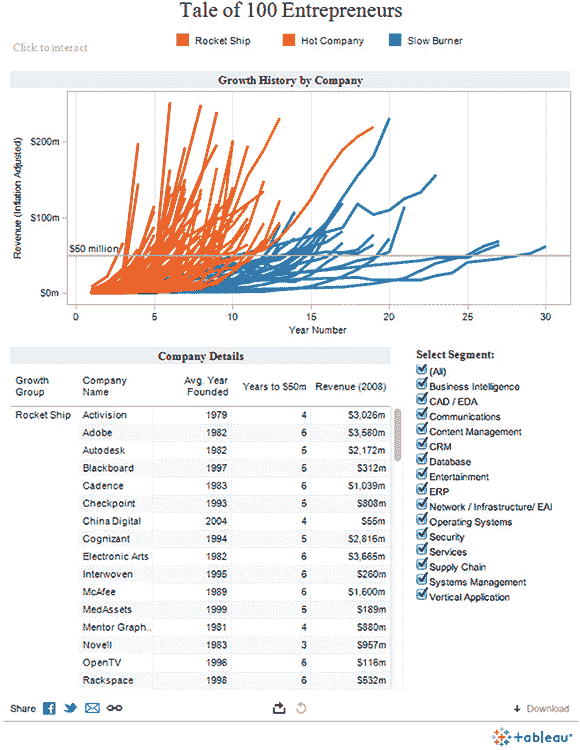 Tale of 100 Entrepreneurs
Click to interact
Rocket Ship Hot Company Slow Burner
Growth History by Company
Revenue (Inflation Adjusted)
$200m
$100m
$50 million
$0m
0 5 10 15 20 25 30
Year Number
Company Details
Growth Group Company Name Avg. Year Founded Years to $50m Revenue (2008)
Rocket Ship Activision 1979 4 $3,026m
Adobe 1982 6 $3,580m
Autodesk 1982 5 $2,172m
Blackboard 1997 5 $312m
Cadence 1983 6 $1,039m
Checkpoint 1993 5 $808m
China Digital 2004 4 $55m
Cognizant 1994 5 $2,816m
Electronic Arts 1982 6 $3,665m
Interwoven 1995 6 $260m
McAfee 1989 6 $1,600m
MedAssets 1999 5 $189m
Mentor Graph.. 1981 4 $880m
Novell 1983 3 $957m
OpenTV 1996 6 $116m
Rackspace 1998 6 $532m
Select Segment:
(All)
Business Intelligence
CAD / EDA
Communications
Content Management
CRM
Database
Entertainment
ERP
Network / Infrastructure/ EAI
Operating Systems
Security
Services
Supply Chain
Systems Management
Vertical Application
Share Download
+ableau